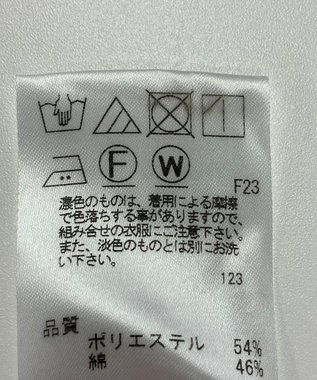 F W
F23
濃色のものは、着用による摩擦
で色落ちする事がありますので、
組み合せの衣服にご注意下さい。
また、淡色のものとは別にお洗
い下さい。
123
品質
ポリエステル 54%
綿 46%